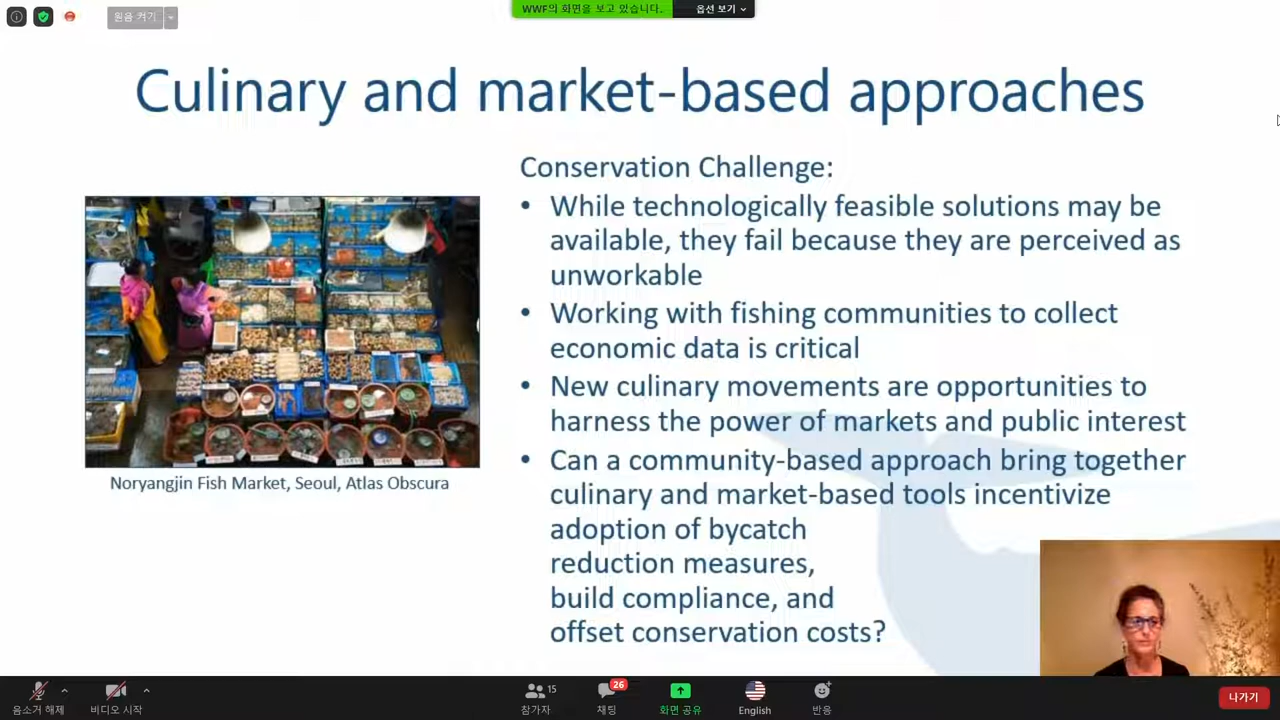 원음 켜기
WWF의 화면을 보고 있습니다.
옵션 보기
Culinary and market-based approaches
Conservation Challenge:
• While technologically feasible solutions may be
available, they fail because they are perceived as
unworkable
• Working with fishing communities to collect
economic data is critical
• New culinary movements are opportunities to
harness the power of markets and public interest
• Can a community-based approach bring together
culinary and market-based tools incentivize
adoption of bycatch
reduction measures,
build compliance, and
offset conservation costs?
Noryangjin Fish Market, Seoul, Atlas Obscura
음소거 해제
비디오 시작
15
참가자
26
채팅
화면 공유
English
반응
나가기